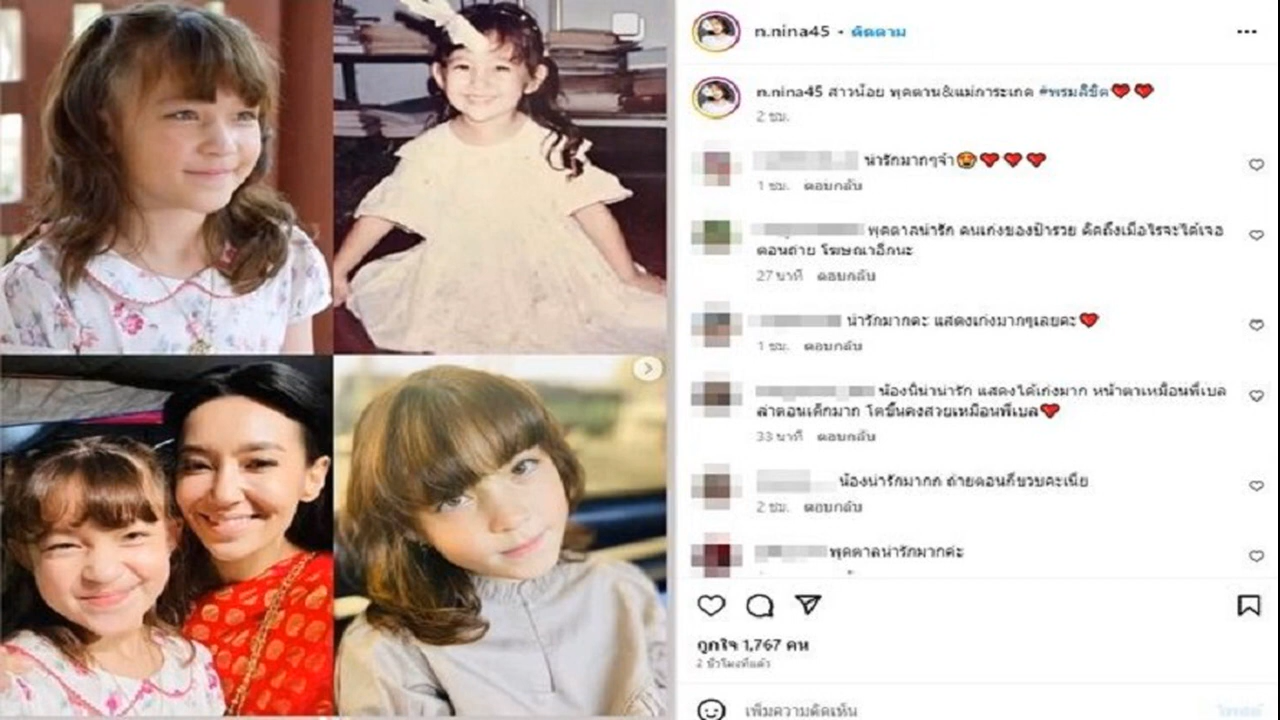 n.nina45 • ติดตาม
n.nina45 สาวน้อย พุดตาน&แม่การะเกด #พรมลิขิต❤️❤️
2 ชม.
น่ารักมากๆจ้า😍❤️❤️❤️
1 ชม. ตอบกลับ
พุดตาลน่ารัก คนเก่งของป้ารวย คิดถึงเมื่อไรจะได้เจอ
ตอนถ่าย โฆษณาอีกนะ
27 นาที ตอบกลับ
น่ารักมากคะ แสดงเก่งมากๆเลยคะ❤️
1 ชม. ตอบกลับ
น้องนีน่าน่ารัก แสดงได้เก่งมาก หน้าตาเหมือนพี่เบล
ล่าตอนเด็กมาก โตขึ้นคงสวยเหมือนพี่เบล❤️
33 นาที ตอบกลับ
น้องน่ารักมากก ถ่ายตอนกี่ขวบคะเนี่ย
2 ชม. ตอบกลับ
พุดตาลน่ารักมากค่ะ
ถูกใจ 1,767 คน
2 ชั่วโมงที่แล้ว
เพิ่มความคิดเห็น